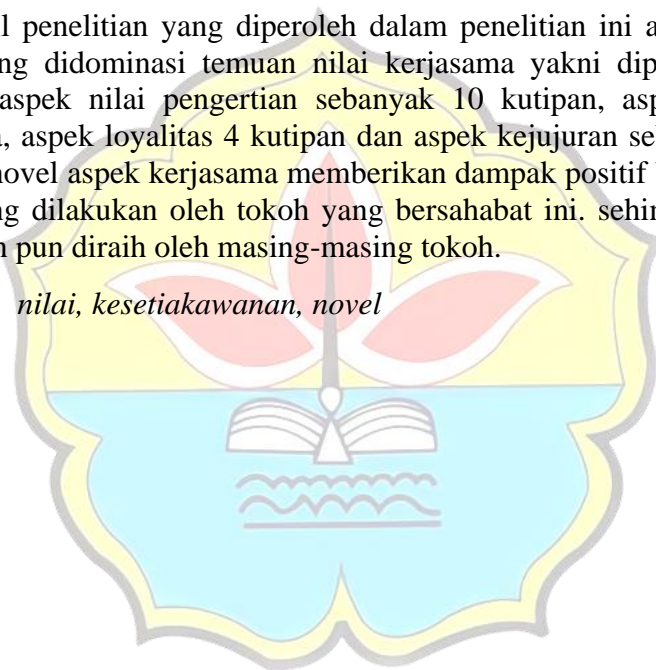 l penelitian yang diperoleh dalam penelitian ini a
ng didominasi temuan nilai kerjasama yakni dip
aspek nilai pengertian sebanyak 10 kutipan, asp
, aspek loyalitas 4 kutipan dan aspek kejujuran se
novel aspek kerjasama memberikan dampak positif
ng dilakukan oleh tokoh yang bersahabat ini. sehin
n pun diraih oleh masing-masing tokoh.
nilai, kesetiakawanan, novel